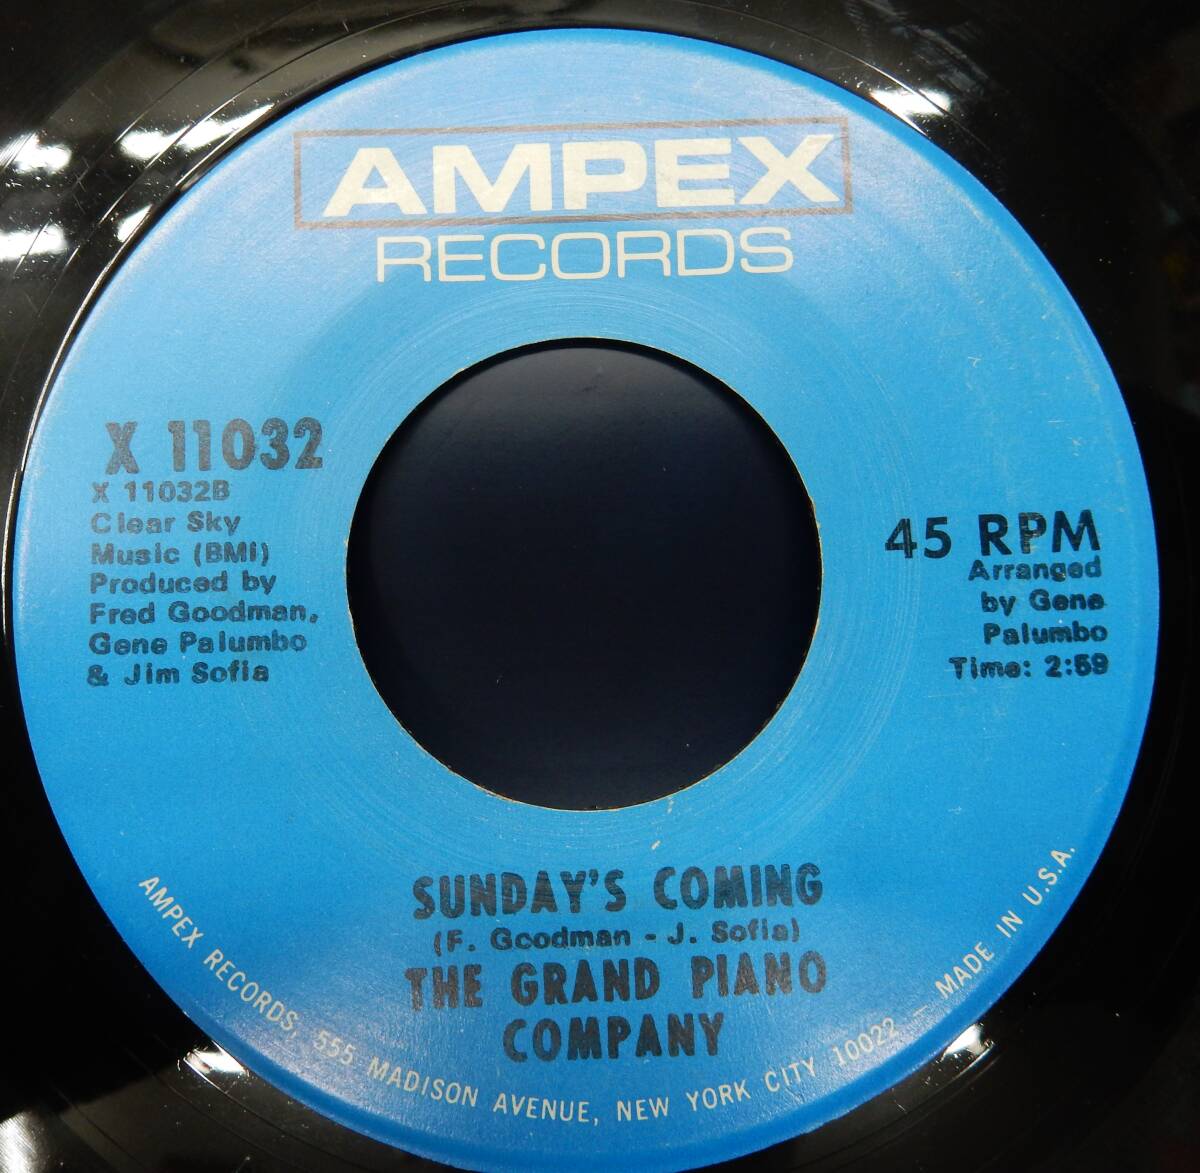 AMPEX
RECORDS
X 11032
X 11032B
Clear Sky
Music (BMI)
Produced by
Fred Goodman,
Gene Palumbo
& Jim Sofia
45 RPM
Arranged
by Gene
Palumbo
Time: 2:59
SUNDAY'S COMING
(F. Goodman - J. Sofia)
THE GRAND PIANO
COMPANY
AMPEX RECORDS, 555 MADISON AVENUE, NEW YORK CITY 10022 - MADE IN U.S.A.